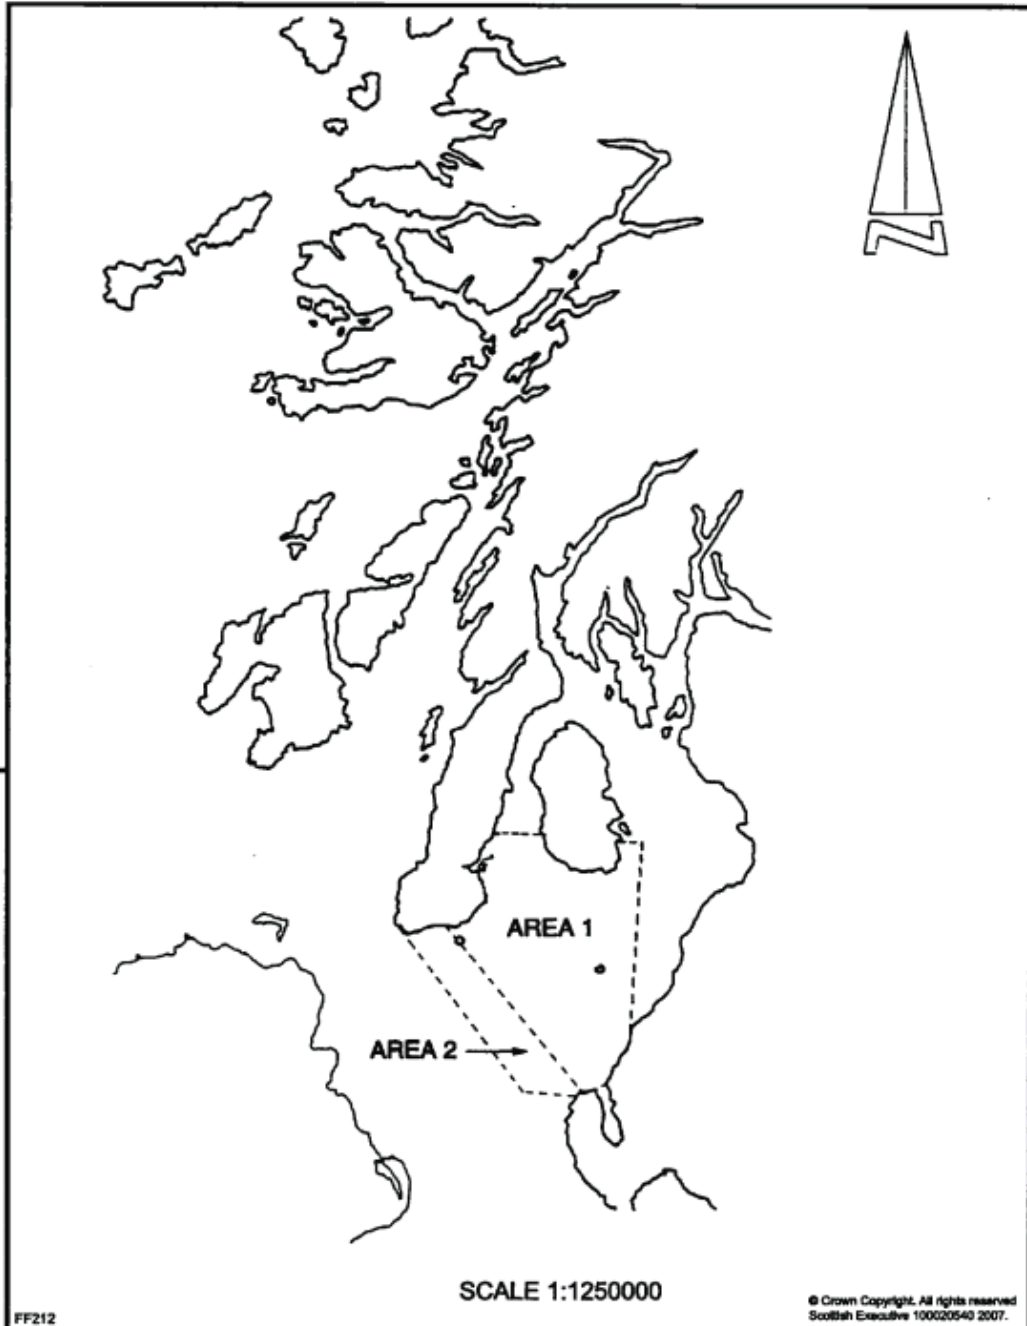 N
AREA 1
AREA 2
SCALE 1:1250000
FF212
© Crown Copyright. All rights reserved
Scottish Executive 100020540 2007.